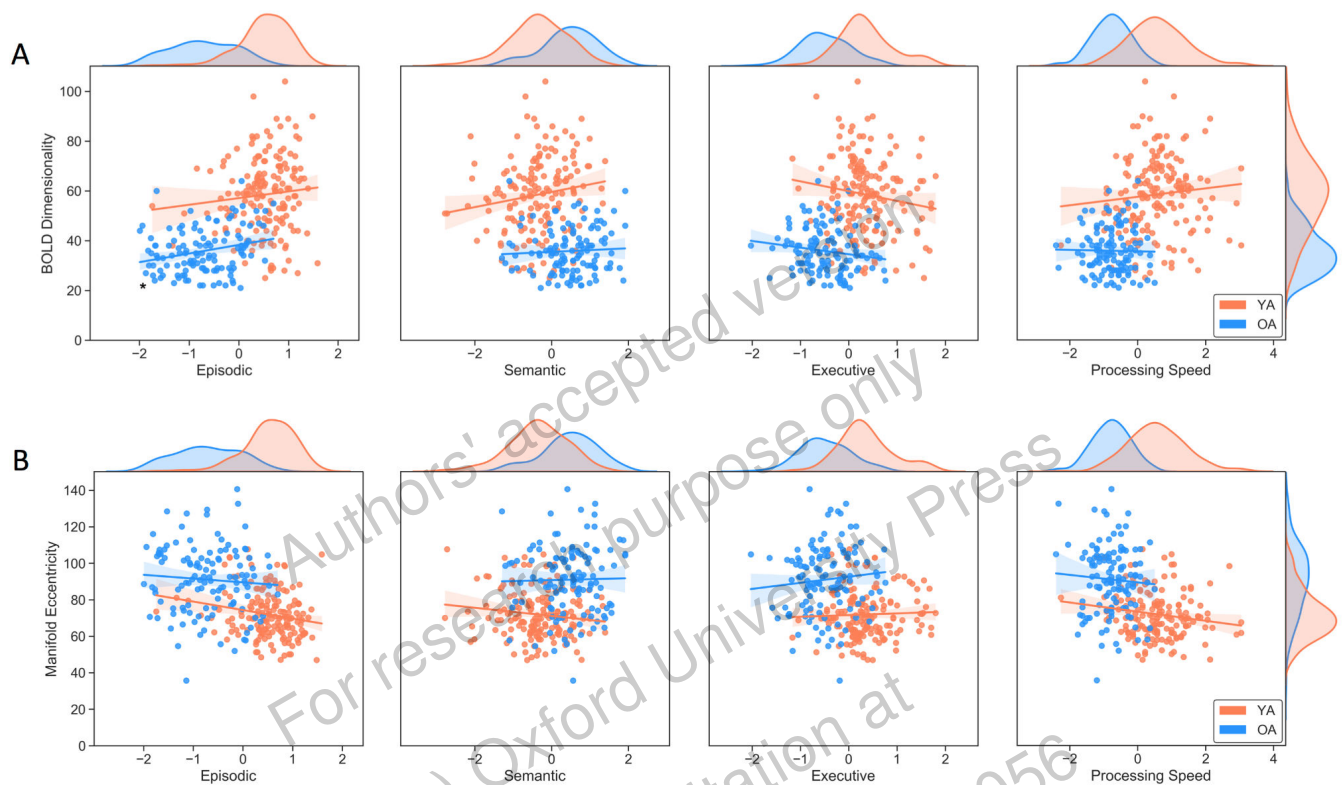 A
BOLD Dimensionality
100
80
60
40
20
0
*
−2 −1 0 1 2
Episodic
−2 0 2
Semantic
−2 −1 0 1 2
Executive
YA
OA
−2 0 2 4
Processing Speed
B
Manifold Eccentricity
140
120
100
80
60
40
20
0
−2 −1 0 1 2
Episodic
−2 0 2
Semantic
−2 −1 0 1 2
Executive
YA
OA
−2 0 2 4
Processing Speed
Authors' accepted version
For research purpose only
) Oxford University Press
itation at
056